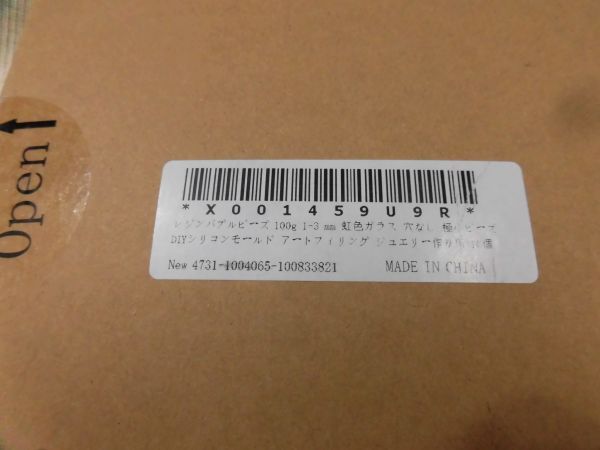 Open
*X001459U9R*
レジンバブルビーズ 100g 1-3 mm 虹色ガラス 穴なし 極小ビーズ
DIYシリコンモールド アートフィリング ジュエリー作り
New 4731-1004065-100833821 MADE IN CHINA